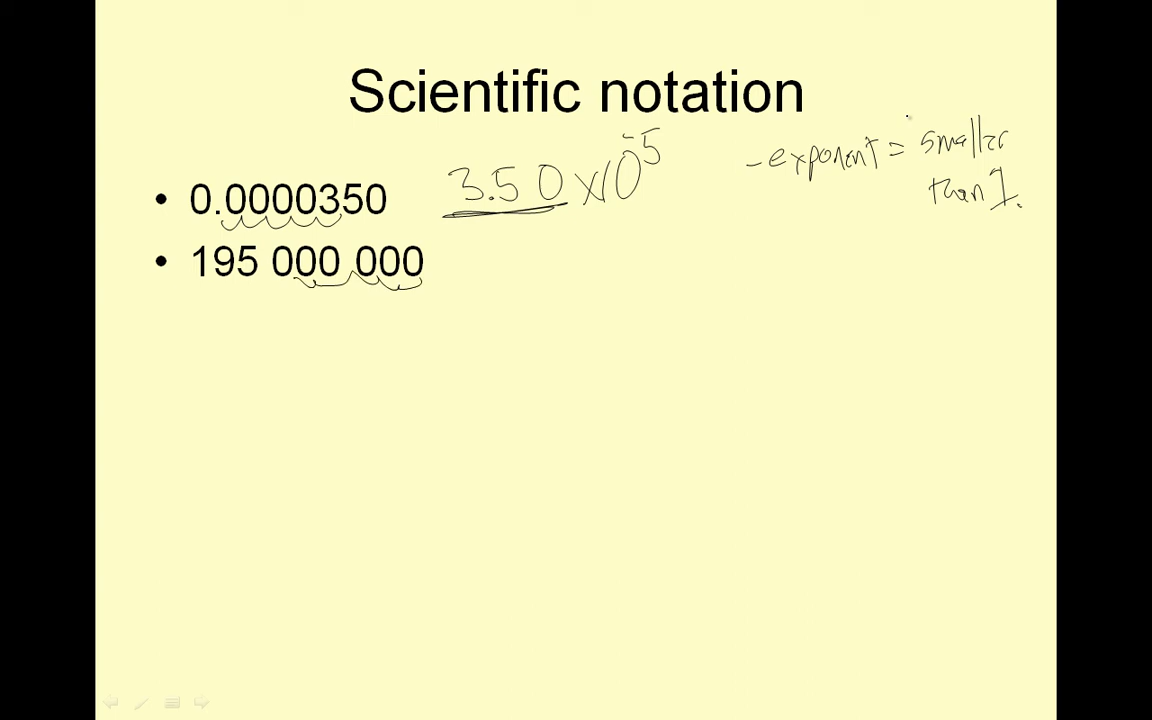 Scientific notation
• 0.0000350 3.50 x10⁻⁵
- exponent = smaller
than 1.
• 195 000 000